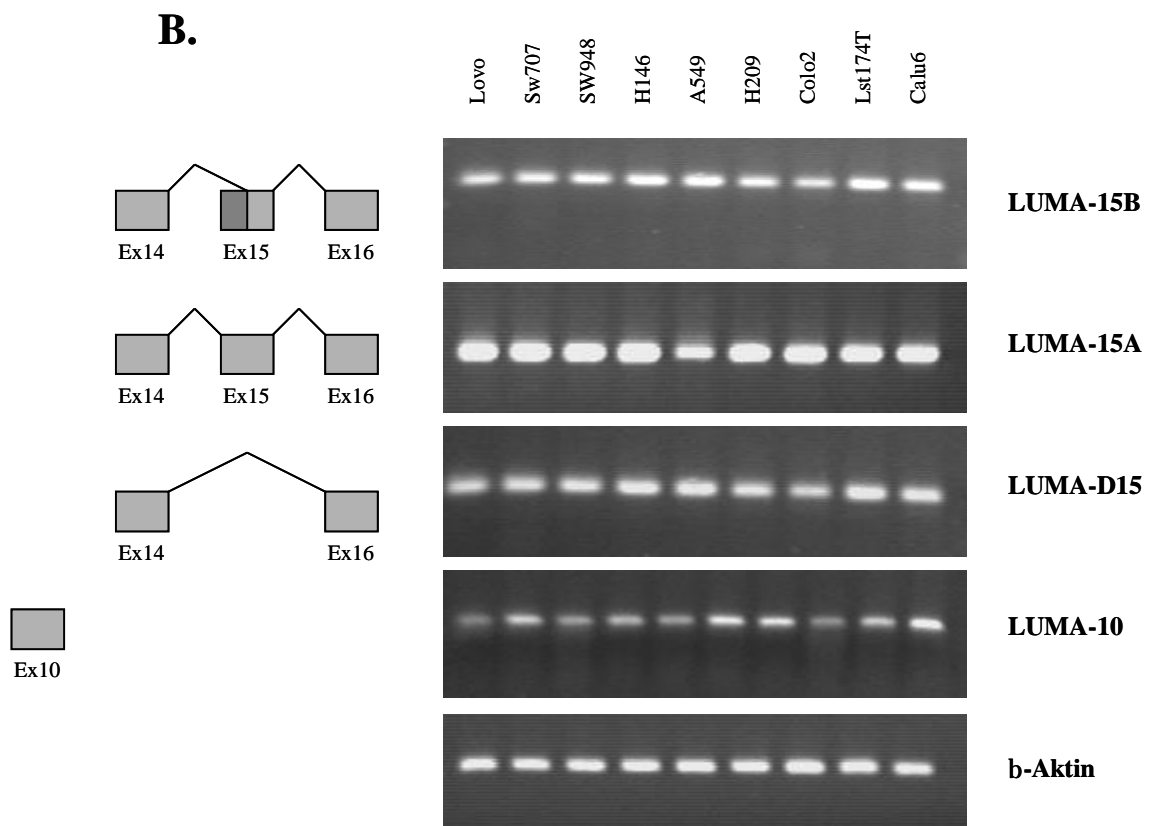 B.
Lovo
Sw707
SW948
H146
A549
H209
Colo2
Lst174T
Calu6
Ex14 Ex15 Ex16
LUMA-15B
Ex14 Ex15 Ex16
LUMA-15A
Ex14 Ex16
LUMA-D15
Ex10
LUMA-10
b-Aktin